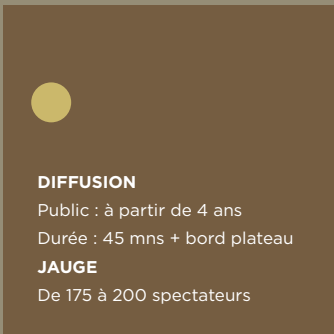 DIFFUSION
Public : à partir de 4 ans
Durée : 45 mns + bord plateau
JAUGE
De 175 à 200 spectateurs